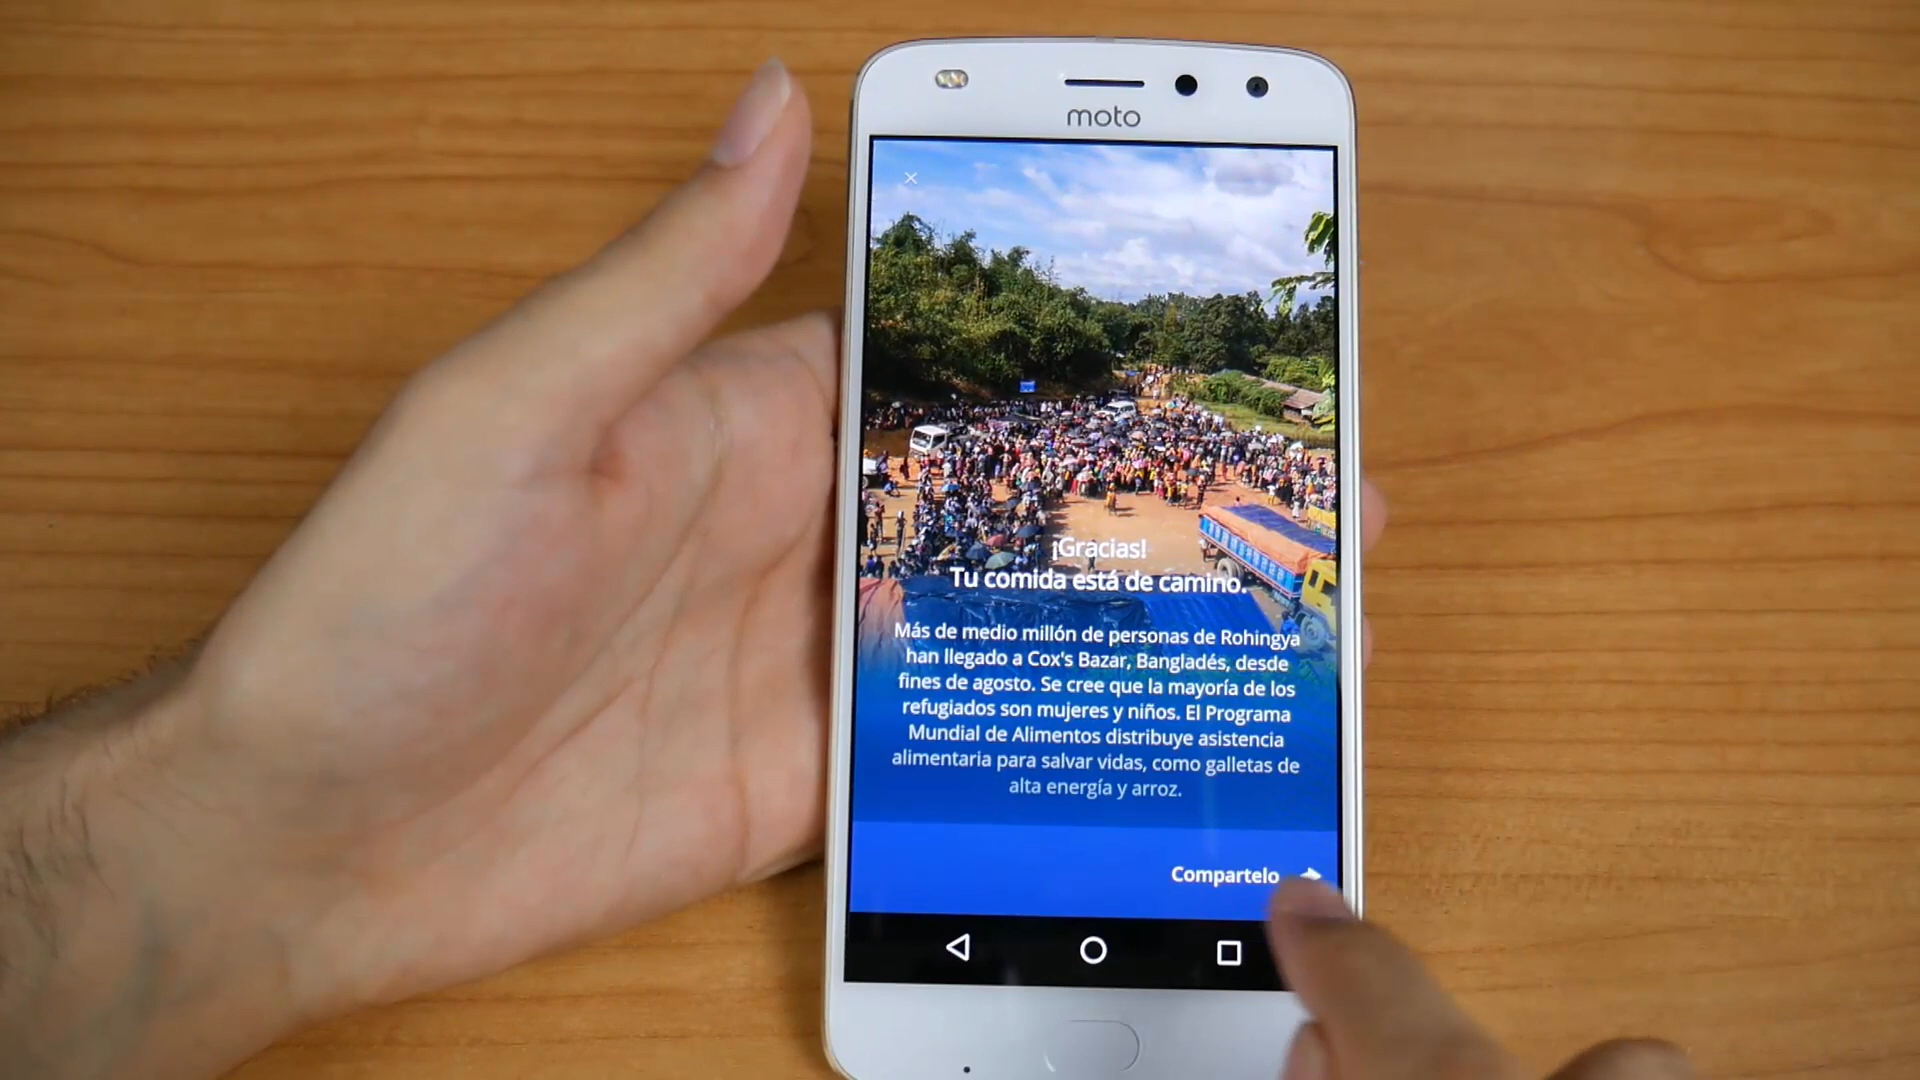 moto
¡Gracias!
Tu comida está de camino.
Más de medio millón de personas de Rohingya
han llegado a Cox's Bazar, Bangladés, desde
fines de agosto. Se cree que la mayoría de los
refugiados son mujeres y niños. El Programa
Mundial de Alimentos distribuye asistencia
alimentaria para salvar vidas, como galletas de
alta energía y arroz.
Compartelo